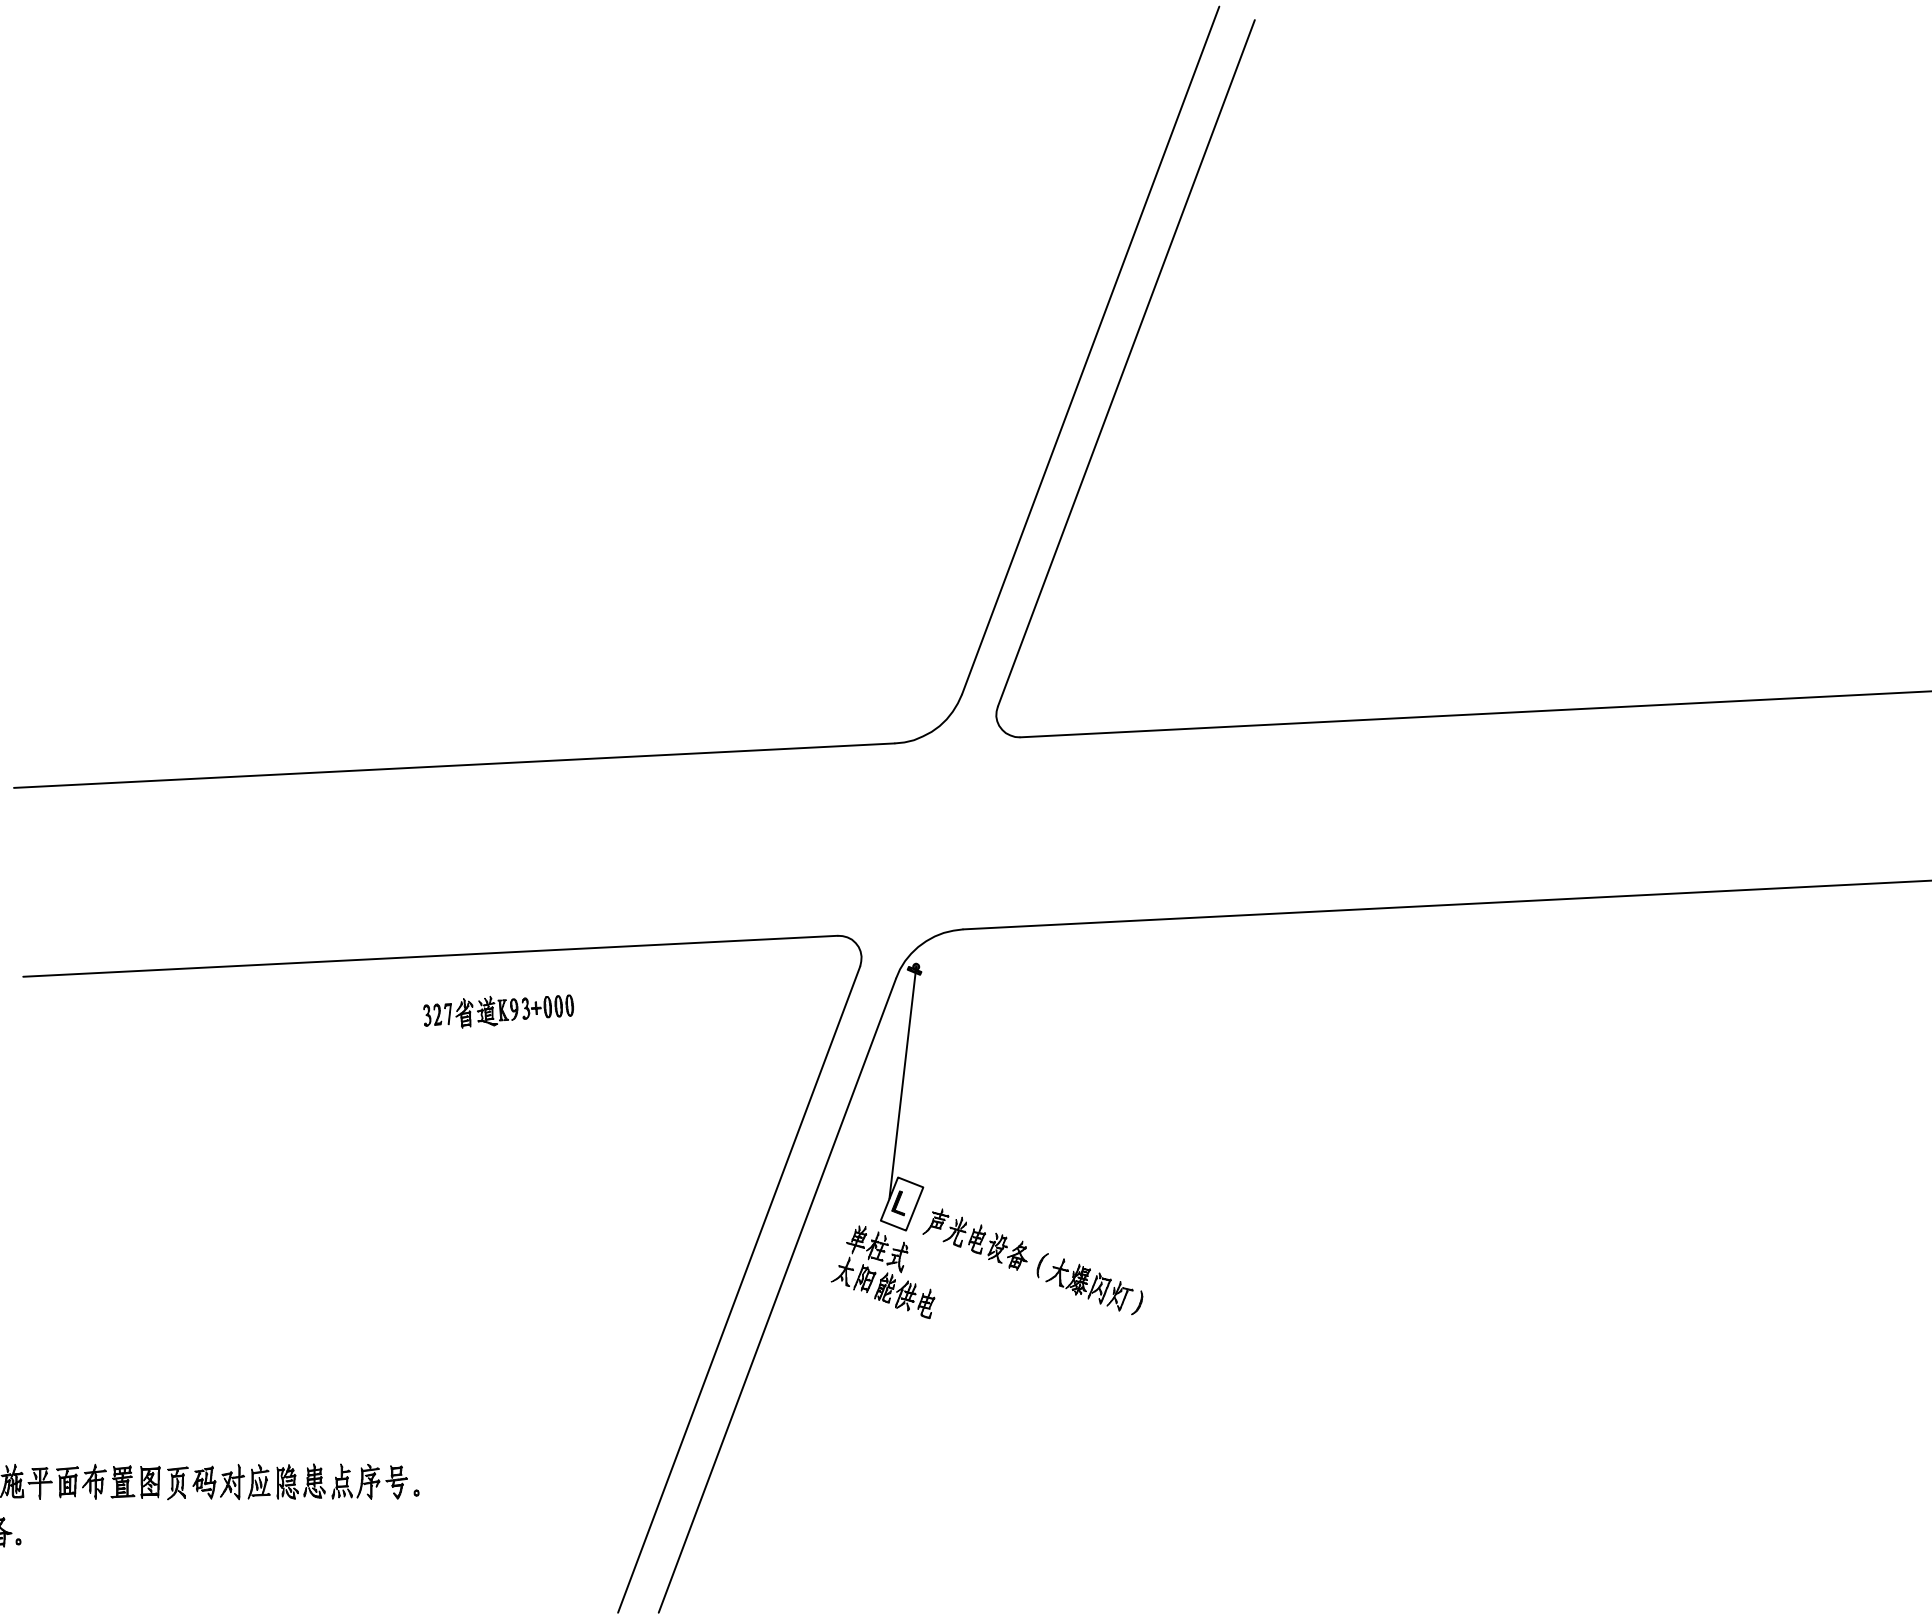 327省道K93+000
L
声光电设备（大爆闪灯）
单柱式
太阳能供电
施平面布置图页码对应隐患点序号。
备。